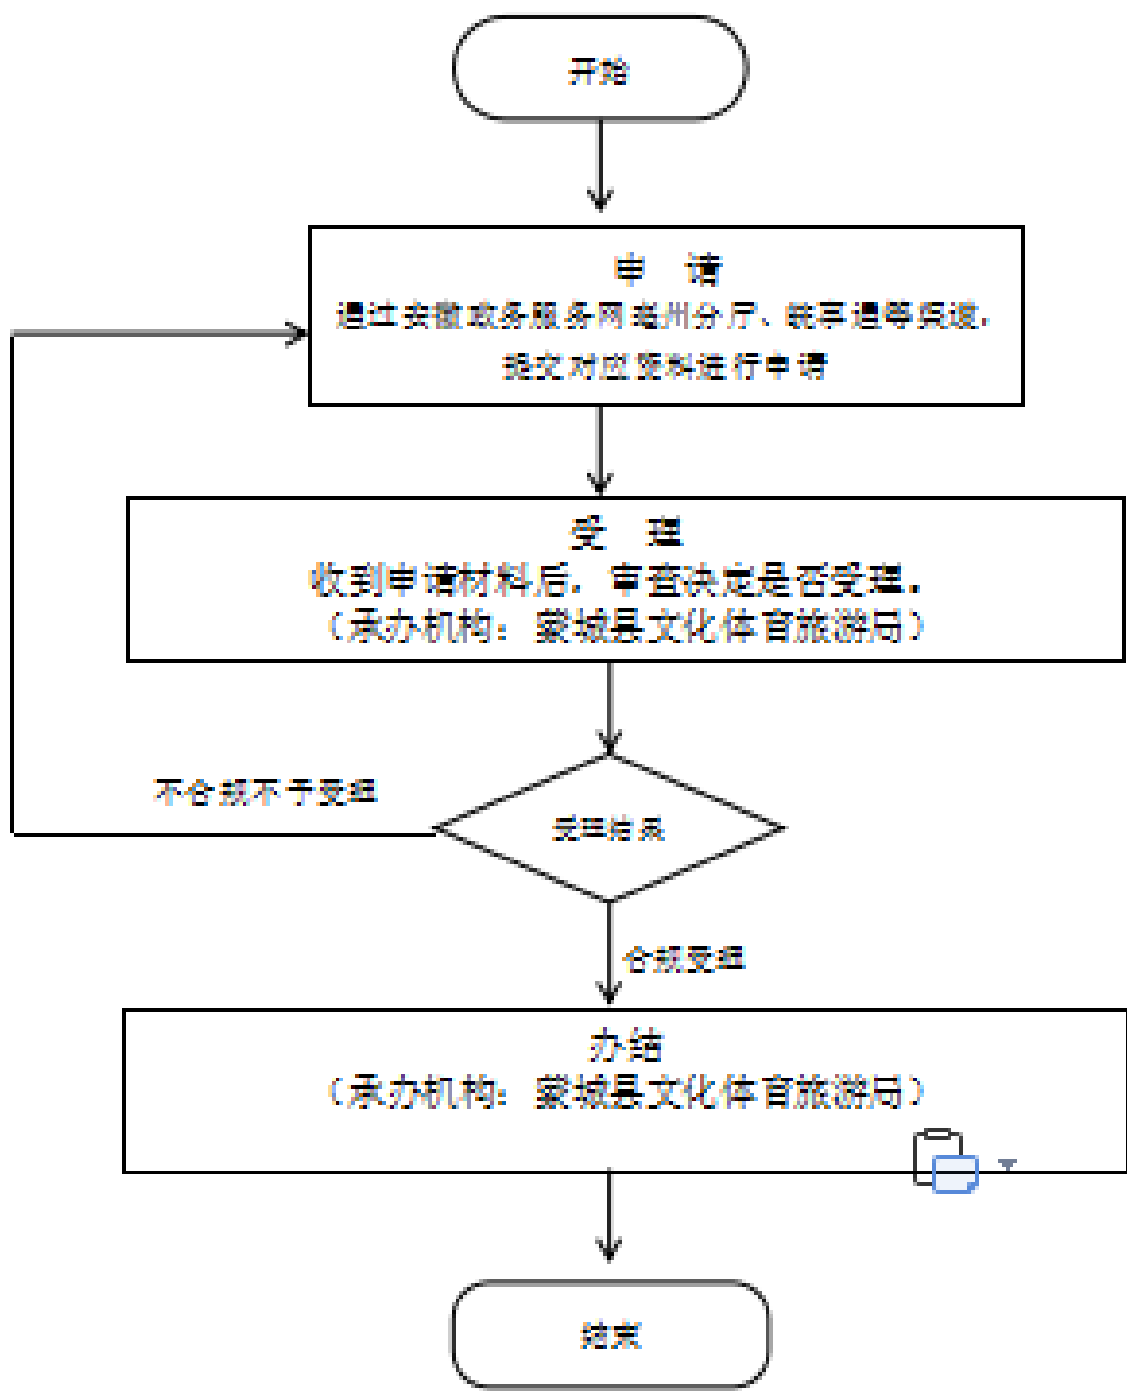 开始
申 请
通过安徽政务服务网亳州分厅、皖事通等渠道，
提交对应资料进行申请
受 理
收到申请材料后，审查决定是否受理。
（承办机构：蒙城县文化体育旅游局）
不合规不予受理
受理结果
合规受理
办结
（承办机构：蒙城县文化体育旅游局）
结束